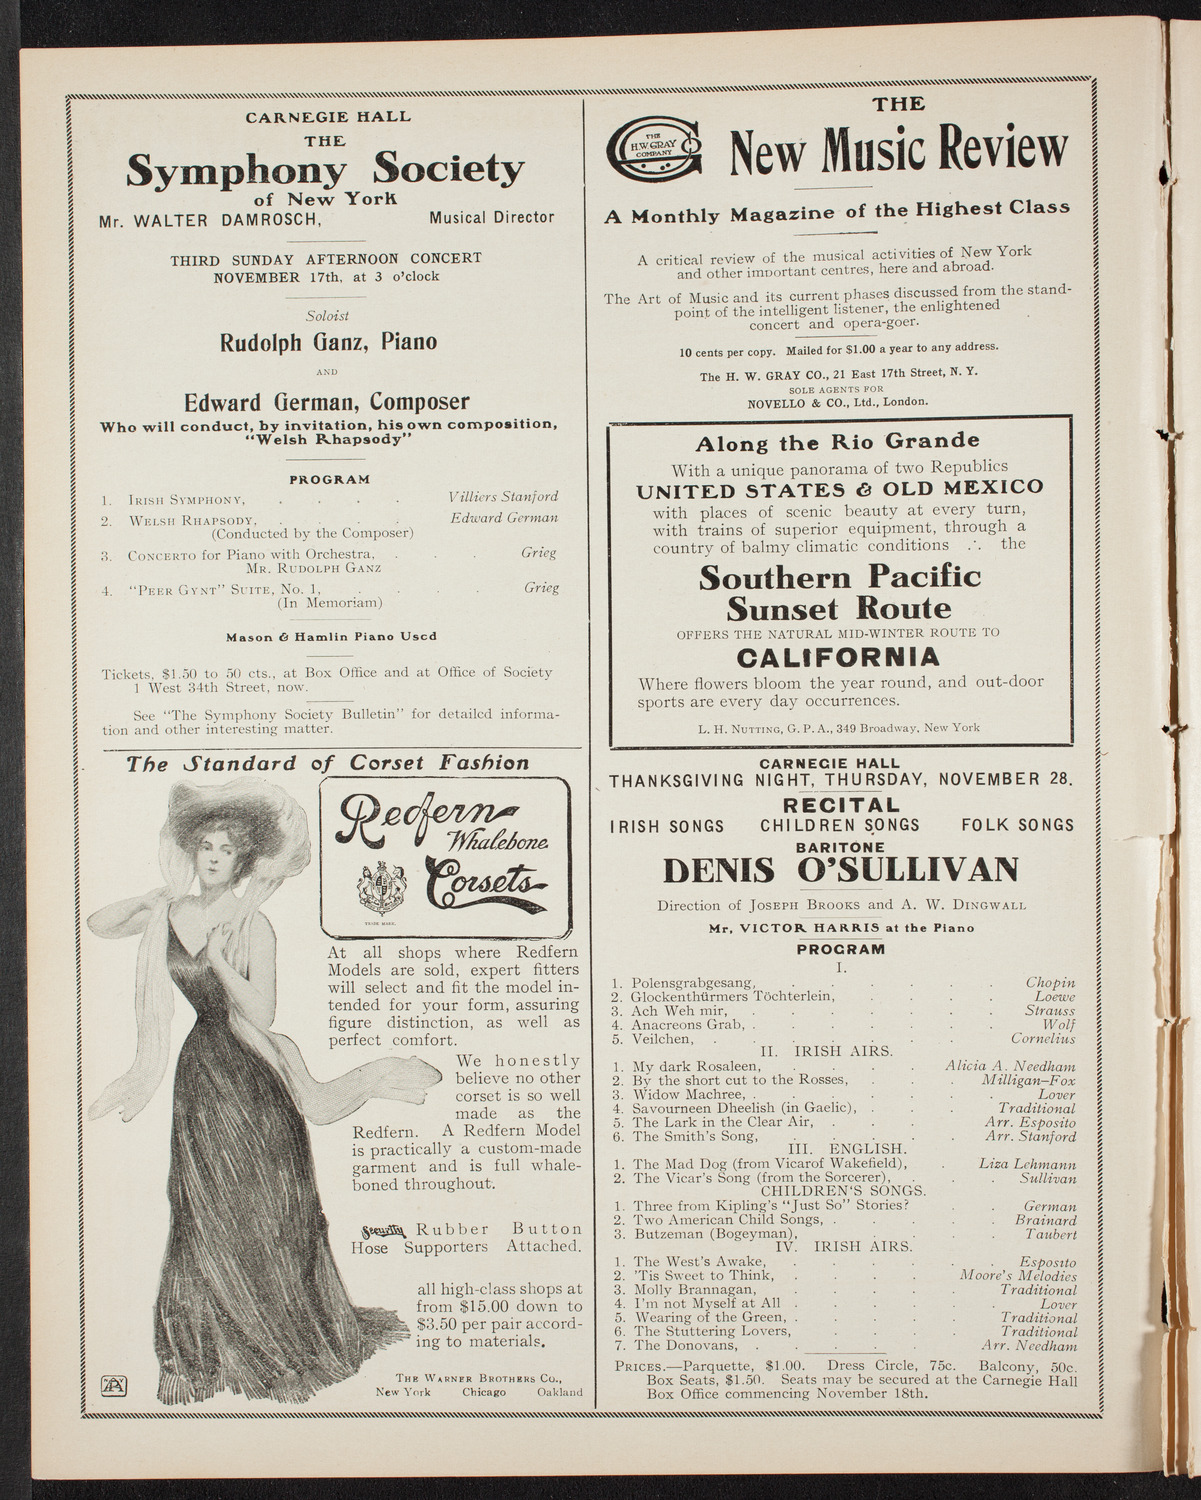 CARNEGIE HALL
THE
Symphony Society
of New York
Mr. WALTER DAMROSCH, Musical Director
THIRD SUNDAY AFTERNOON CONCERT
NOVEMBER 17th, at 3 o'clock
Soloist
Rudolph Ganz, Piano
AND
Edward German, Composer
Who will conduct, by invitation, his own composition,
"Welsh Rhapsody"
PROGRAM
1. IRISH SYMPHONY, . . . . Villiers Stanford
2. WELSH RHAPSODY, . . . . Edward German
(Conducted by the Composer)
3. CONCERTO for Piano with Orchestra, . . . Grieg
MR. RUDOLPH GANZ
4. "PEER GYNT" SUITE, No. 1, . . . . Grieg
(In Memoriam)
Mason & Hamlin Piano Used
Tickets, $1.50 to 50 cts., at Box Office and at Office of Society
1 West 34th Street, now.
See "The Symphony Society Bulletin" for detailed informa-
tion and other interesting matter.
The Standard of Corset Fashion
Redfern
Whalebone
Corsets
TRADE MARK.
At all shops where Redfern
Models are sold, expert fitters
will select and fit the model in-
tended for your form, assuring
figure distinction, as well as
perfect comfort.
We honestly
believe no other
corset is so well
made as the
Redfern. A Redfern Model
is practically a custom-made
garment and is full whale-
boned throughout.
Security Rubber Button
Hose Supporters Attached.
all high-class shops at
from $15.00 down to
$3.50 per pair accord-
ing to materials.
THE WARNER BROTHERS CO.,
New York Chicago Oakland
THE
THE
H.W. GRAY
COMPANY
New Music Review
A Monthly Magazine of the Highest Class
A critical review of the musical activities of New York
and other important centres, here and abroad.
The Art of Music and its current phases discussed from the stand-
point of the intelligent listener, the enlightened
concert and opera-goer.
10 cents per copy. Mailed for $1.00 a year to any address.
The H. W. GRAY CO., 21 East 17th Street, N. Y.
SOLE AGENTS FOR
NOVELLO & CO., Ltd., London.
Along the Rio Grande
With a unique panorama of two Republics
UNITED STATES & OLD MEXICO
with places of scenic beauty at every turn,
with trains of superior equipment, through a
country of balmy climatic conditions ∴ the
Southern Pacific
Sunset Route
OFFERS THE NATURAL MID-WINTER ROUTE TO
CALIFORNIA
Where flowers bloom the year round, and out-door
sports are every day occurrences.
L. H. NUTTING, G. P. A., 349 Broadway, New York
CARNEGIE HALL
THANKSGIVING NIGHT, THURSDAY, NOVEMBER 28.
RECITAL
IRISH SONGS CHILDREN SONGS FOLK SONGS
BARITONE
DENIS O'SULLIVAN
Direction of JOSEPH BROOKS and A. W. DINGWALL
Mr. VICTOR HARRIS at the Piano
PROGRAM
I.
1. Polensgrabgesang, . . . . . . Chopin
2. Glockenthürmers Töchterlein, . . . . Loewe
3. Ach Weh mir, . . . . . . . Strauss
4. Anacreons Grab, . . . . . . . Wolf
5. Veilchen, . . . . . . . . Cornelius
II. IRISH AIRS.
1. My dark Rosaleen, . . . . Alicia A. Needham
2. By the short cut to the Rosses, . . . Milligan–Fox
3. Widow Machree, . . . . . . . Lover
4. Savourneen Dheelish (in Gaelic), . . . . Traditional
5. The Lark in the Clear Air, . . . Arr. Esposito
6. The Smith's Song, . . . . . Arr. Stanford
III. ENGLISH.
1. The Mad Dog (from Vicarof Wakefield), . Liza Lehmann
2. The Vicar's Song (from the Sorcerer), . . . Sullivan
CHILDREN'S SONGS.
1. Three from Kipling's "Just So" Stories? . . German
2. Two American Child Songs, . . . . . Brainard
3. Butzeman (Bogeyman), . . . . . Taubert
IV. IRISH AIRS.
1. The West's Awake, . . . . . . Esposito
2. 'Tis Sweet to Think, . . . . Moore's Melodies
3. Molly Brannagan, . . . . . Traditional
4. I'm not Myself at All . . . . . . Lover
5. Wearing of the Green, . . . . . Traditional
6. The Stuttering Lovers, . . . . Traditional
7. The Donovans, . . . . . Arr. Needham
PRICES.—Parquette, $1.00. Dress Circle, 75c. Balcony, 50c.
Box Seats, $1.50. Seats may be secured at the Carnegie Hall
Box Office commencing November 18th.